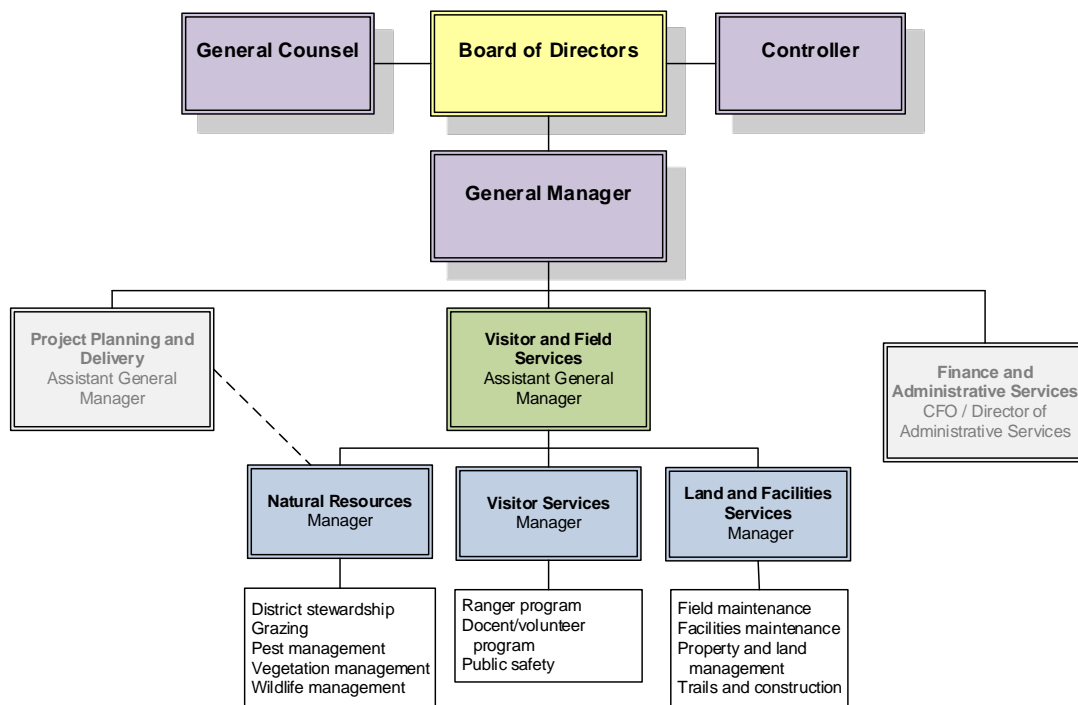 General Counsel
Board of Directors
Controller
General Manager
Project Planning and
Delivery
Assistant General
Manager
Visitor and Field
Services
Assistant General
Manager
Finance and
Administrative Services
CFO / Director of
Administrative Services
Natural Resources
Manager
Visitor Services
Manager
Land and Facilities
Services
Manager
District stewardship
Grazing
Pest management
Vegetation management
Wildlife management
Ranger program
Docent/volunteer
program
Public safety
Field maintenance
Facilities maintenance
Property and land
management
Trails and construction